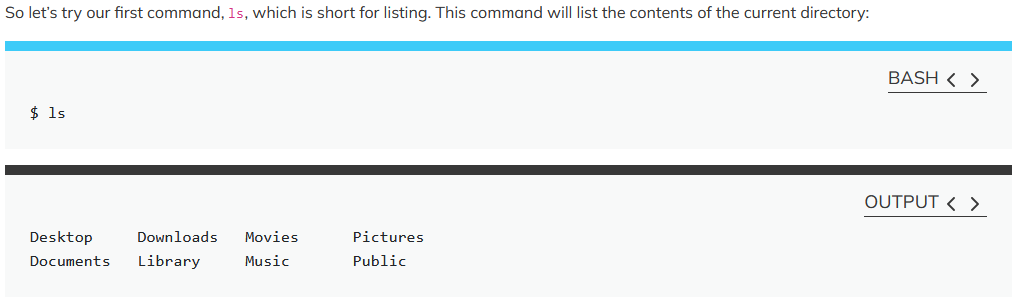 So let's try our first command, ls, which is short for listing. This command will list the contents of the current directory:
BASH
$ ls
OUTPUT
Desktop     Downloads   Movies      Pictures
Documents   Library     Music       Public